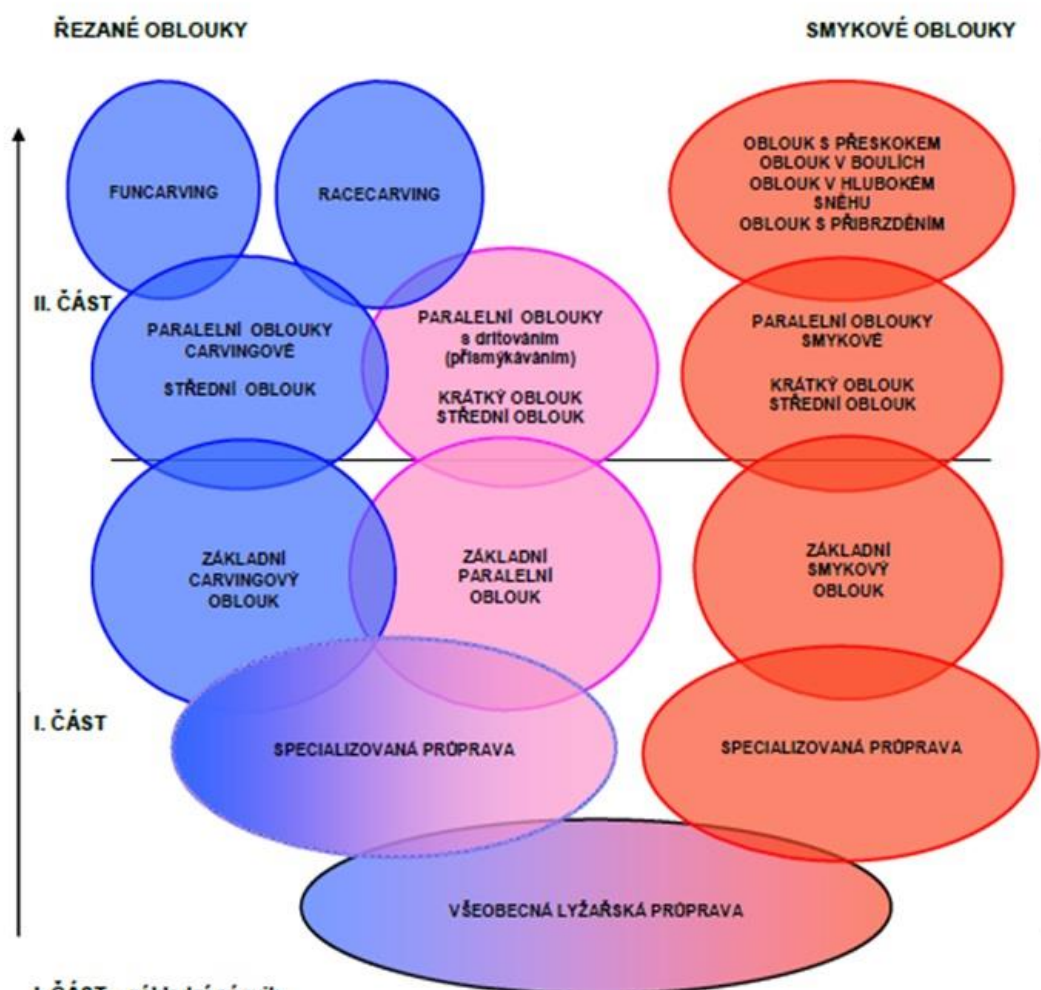 ŘEZANÉ OBLOUKY
SMYKOVÉ OBLOUKY
FUNCARVING
RACECARVING
OBLOUK S PŘESKOKEM
OBLOUK V BOULÍCH
OBLOUK V HLUBOKÉM
SNĚHU
OBLOUK S PŘIBRZDĚNÍM
II. ČÁST
PARALELNÍ OBLOUKY
CARVINGOVÉ
STŘEDNÍ OBLOUK
PARALELNÍ OBLOUKY
s driftováním
(přismýkáváním)
KRÁTKÝ OBLOUK
STŘEDNÍ OBLOUK
PARALELNÍ OBLOUKY
SMYKOVÉ
KRÁTKÝ OBLOUK
STŘEDNÍ OBLOUK
ZÁKLADNÍ
CARVINGOVÝ
OBLOUK
ZÁKLADNÍ
PARALELNÍ
OBLOUK
ZÁKLADNÍ
SMYKOVÝ
OBLOUK
I. ČÁST
SPECIALIZOVANÁ PRŮPRAVA
SPECIALIZOVANÁ PRŮPRAVA
VŠEOBECNÁ LYŽAŘSKÁ PRŮPRAVA